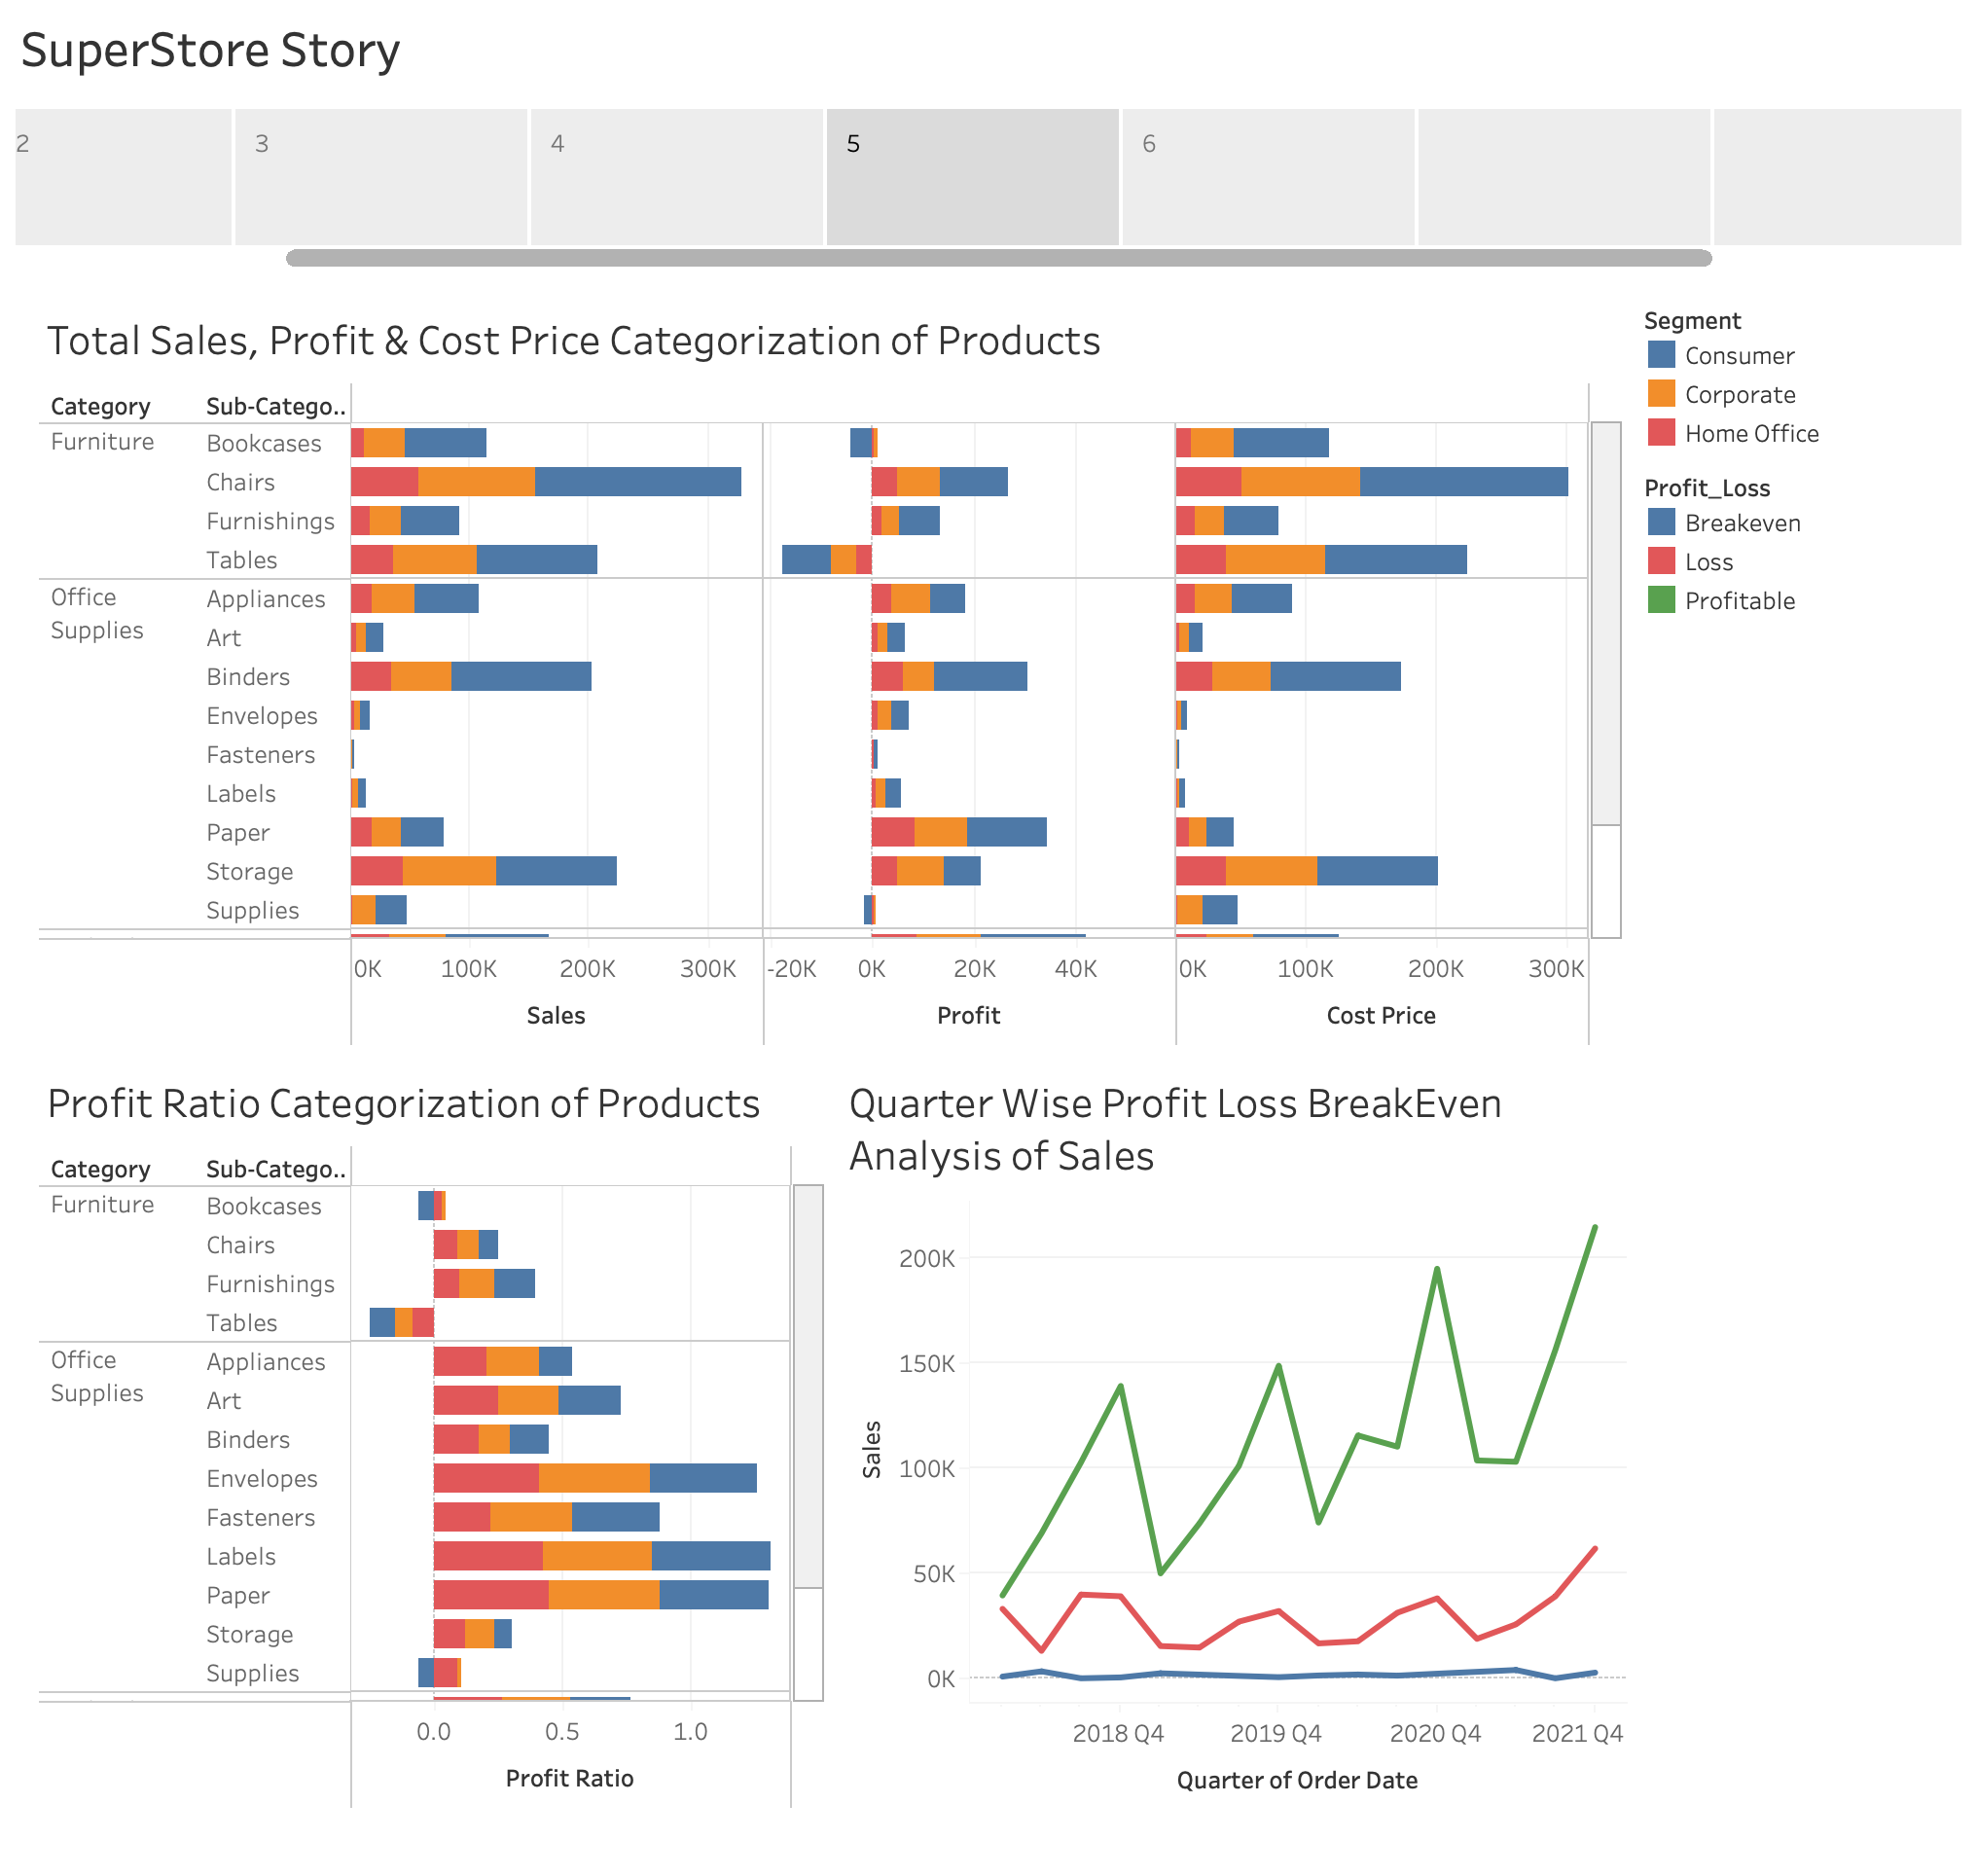 SuperStore Story
2 3 4 5 6
Total Sales, Profit & Cost Price Categorization of Products
Segment
Consumer
Corporate
Home Office
Profit_Loss
Breakeven
Loss
Profitable
Category Sub-Catego..
Furniture Bookcases
Chairs
Furnishings
Tables
Office Appliances
Supplies Art
Binders
Envelopes
Fasteners
Labels
Paper
Storage
Supplies
0K 100K 200K 300K -20K 0K 20K 40K 0K 100K 200K 300K
Sales Profit Cost Price
Profit Ratio Categorization of Products
Category Sub-Catego..
Furniture Bookcases
Chairs
Furnishings
Tables
Office Appliances
Supplies Art
Binders
Envelopes
Fasteners
Labels
Paper
Storage
Supplies
0.0 0.5 1.0
Profit Ratio
Quarter Wise Profit Loss BreakEven
Analysis of Sales
200K
150K
100K
50K
0K
Sales
2018 Q4 2019 Q4 2020 Q4 2021 Q4
Quarter of Order Date